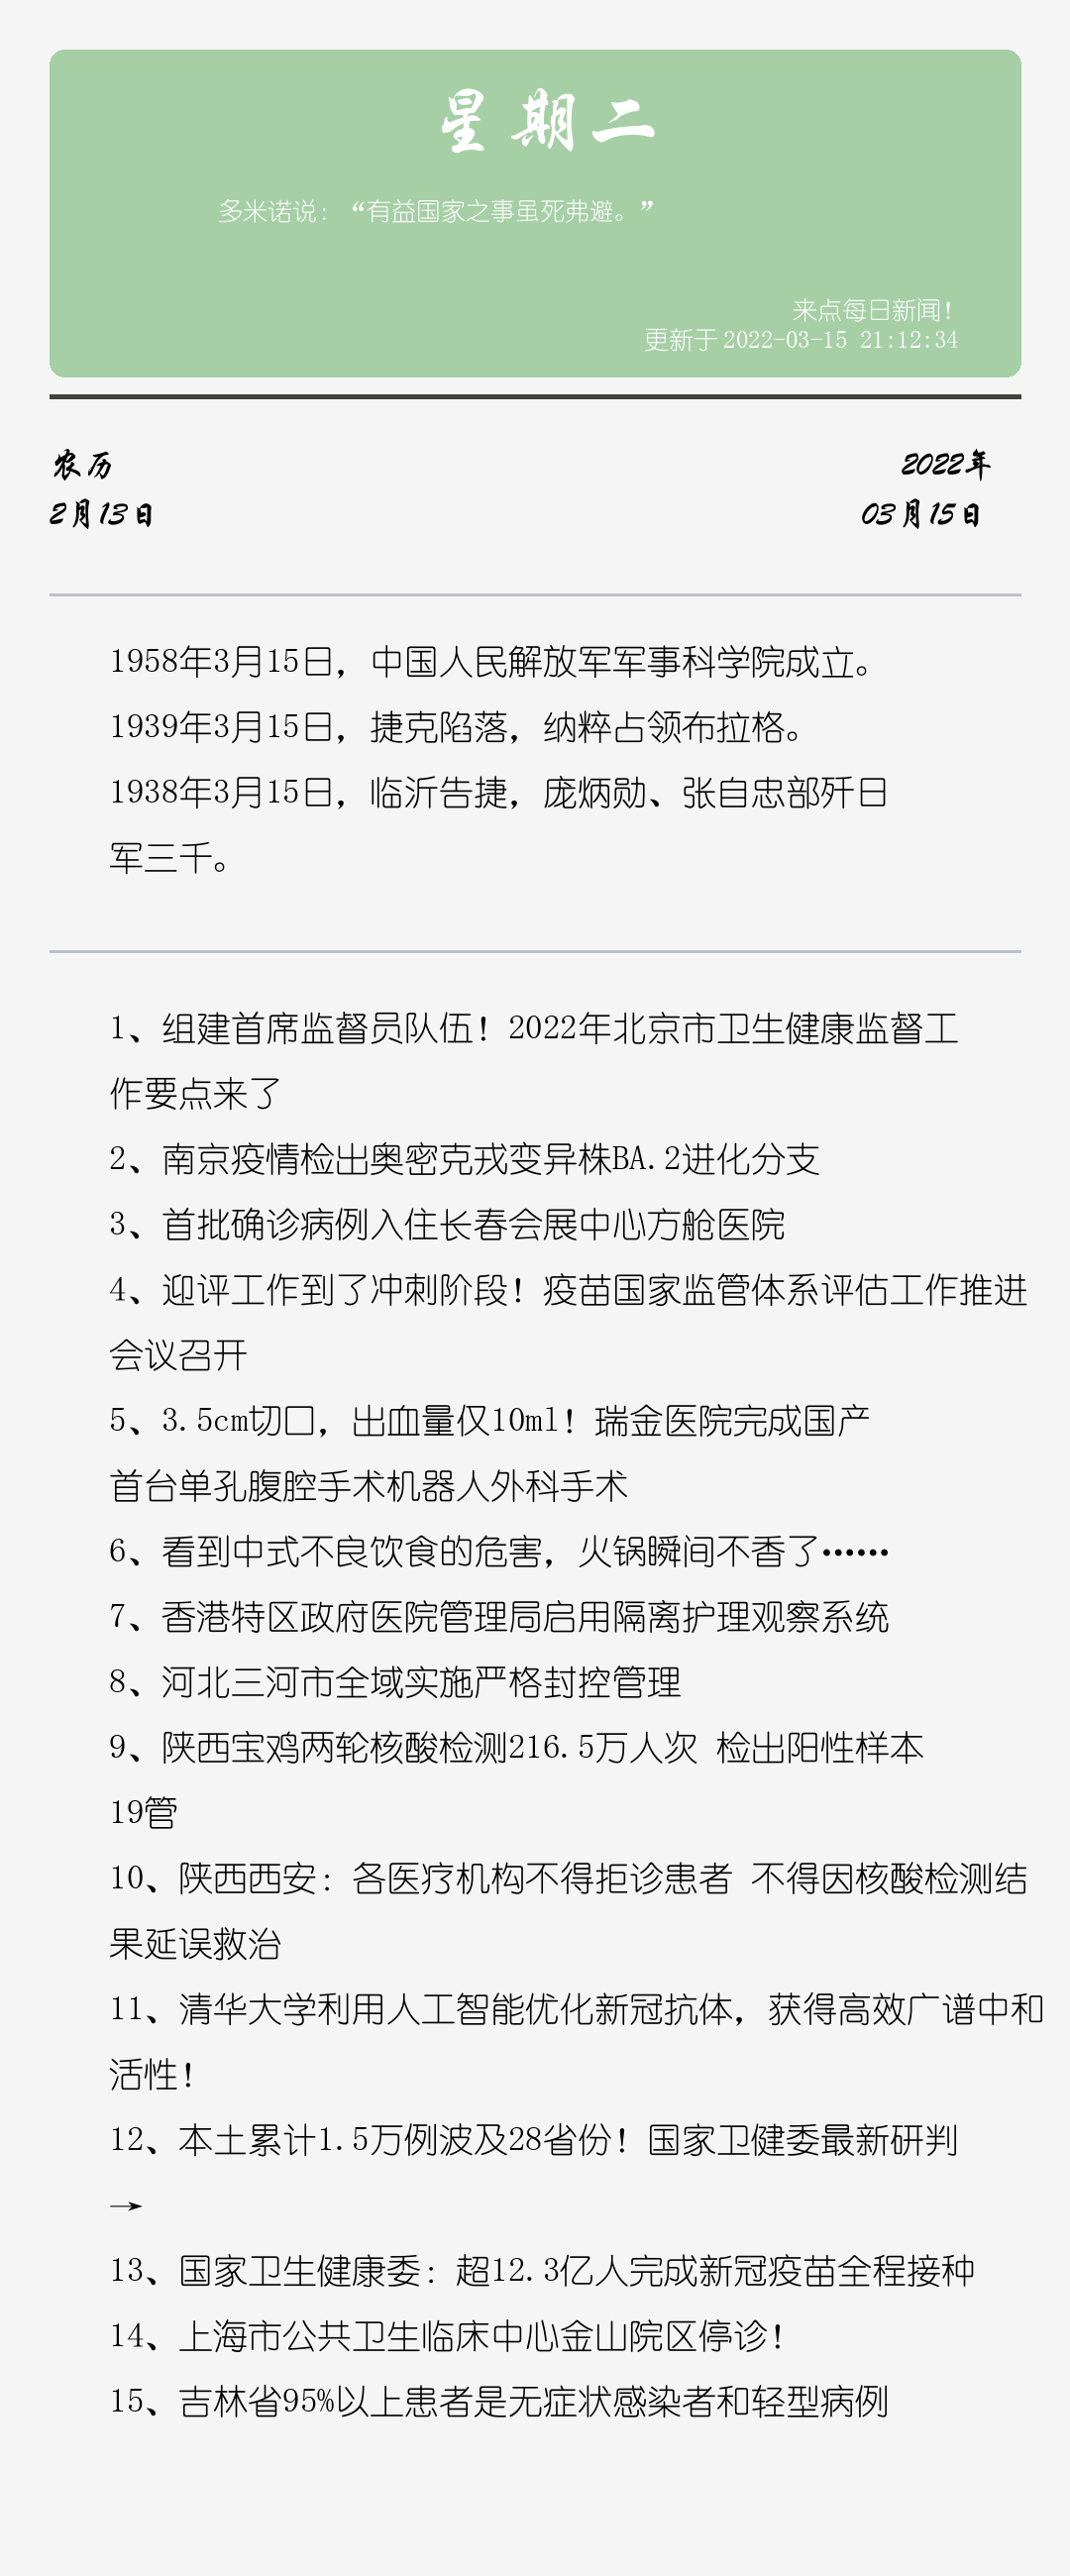 星期二
多米诺说：“有益国家之事虽死弗避。”
来点每日新闻！
更新于 2022-03-15 21:12:34
农历
2022年
2月13日
03月15日
1958年3月15日，中国人民解放军军事科学院成立。
1939年3月15日，捷克陷落，纳粹占领布拉格。
1938年3月15日，临沂告捷，庞炳勋、张自忠部歼日
军三千。
1、组建首席监督员队伍！2022年北京市卫生健康监督工
作要点来了
2、南京疫情检出奥密克戎变异株BA.2进化分支
3、首批确诊病例入住长春会展中心方舱医院
4、迎评工作到了冲刺阶段！疫苗国家监管体系评估工作推进
会议召开
5、3.5cm切口，出血量仅10ml！瑞金医院完成国产
首台单孔腹腔手术机器人外科手术
6、看到中式不良饮食的危害，火锅瞬间不香了……
7、香港特区政府医院管理局启用隔离护理观察系统
8、河北三河市全域实施严格封控管理
9、陕西宝鸡两轮核酸检测216.5万人次 检出阳性样本
19管
10、陕西西安：各医疗机构不得拒诊患者 不得因核酸检测结
果延误救治
11、清华大学利用人工智能优化新冠抗体，获得高效广谱中和
活性！
12、本土累计1.5万例波及28省份！国家卫健委最新研判
→
13、国家卫生健康委：超12.3亿人完成新冠疫苗全程接种
14、上海市公共卫生临床中心金山院区停诊！
15、吉林省95%以上患者是无症状感染者和轻型病例